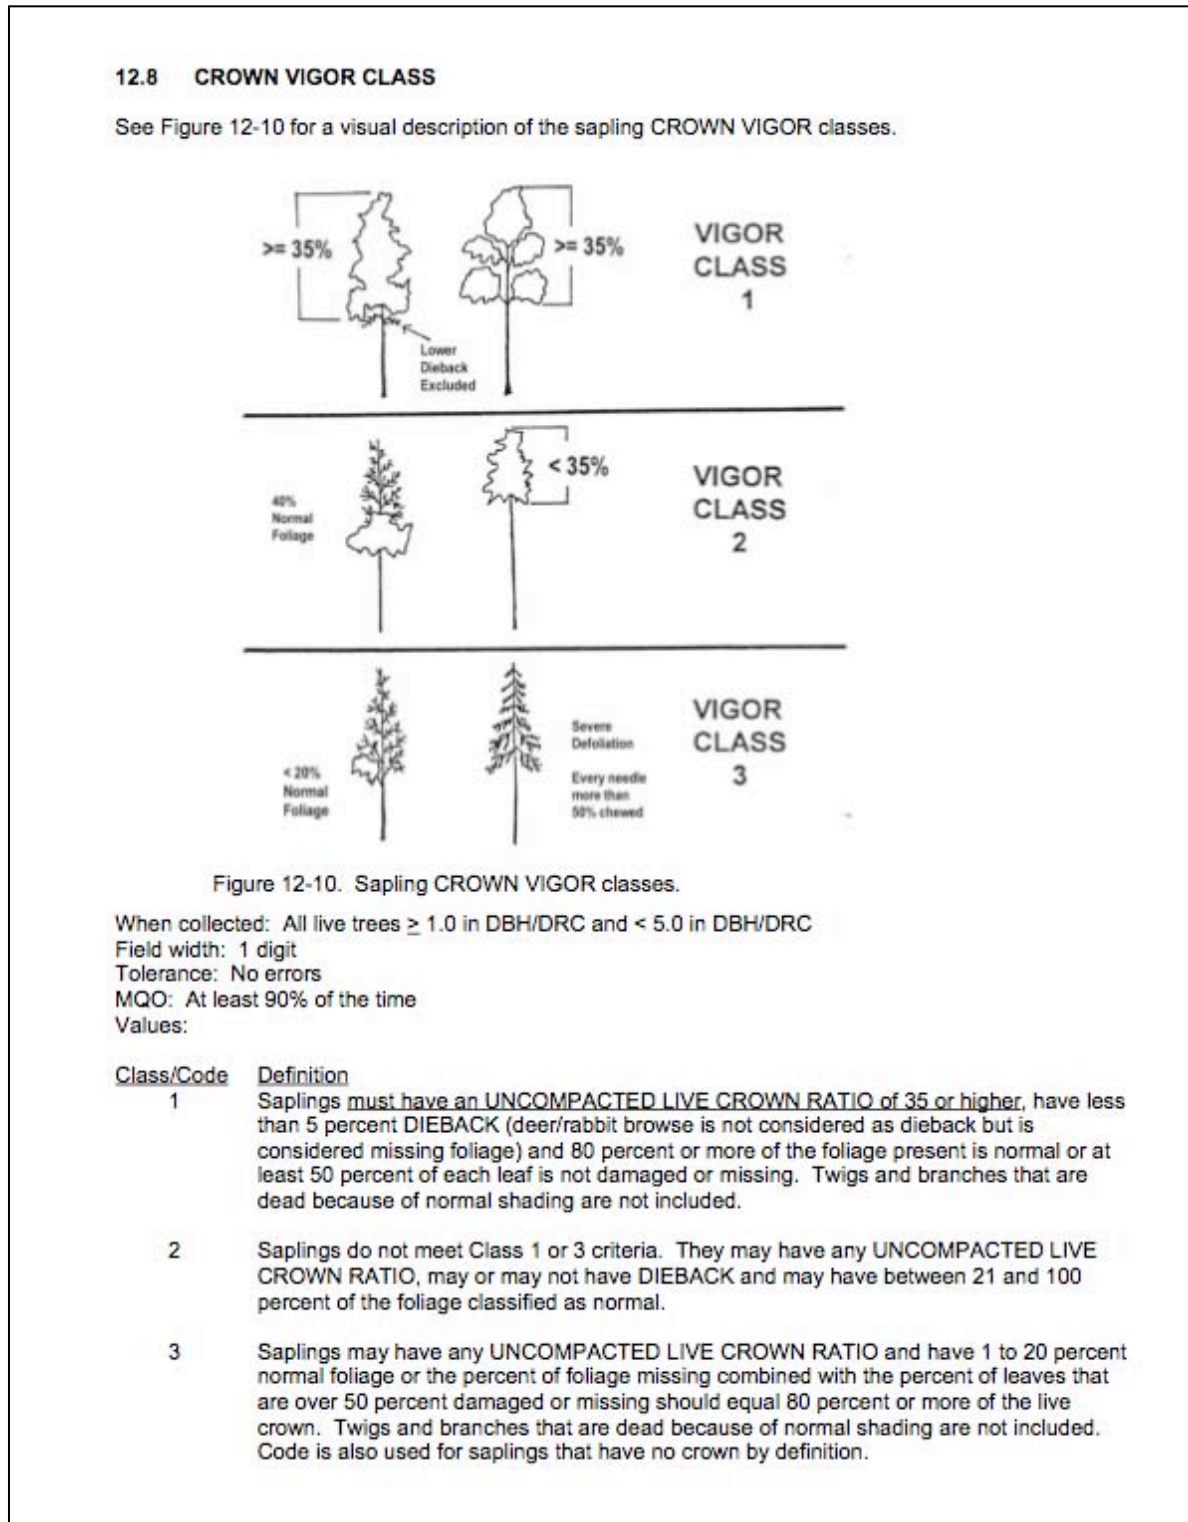 12.8 CROWN VIGOR CLASS
See Figure 12-10 for a visual description of the sapling CROWN VIGOR classes.
>= 35%
>= 35%
Lower
Dieback
Excluded
VIGOR
CLASS
1
40%
Normal
Foliage
< 35%
VIGOR
CLASS
2
< 20%
Normal
Foliage
Severe
Defoliation
Every needle
more than
50% chewed
VIGOR
CLASS
3
Figure 12-10. Sapling CROWN VIGOR classes.
When collected: All live trees ≥ 1.0 in DBH/DRC and < 5.0 in DBH/DRC
Field width: 1 digit
Tolerance: No errors
MQO: At least 90% of the time
Values:
Class/Code Definition
1 Saplings must have an UNCOMPACTED LIVE CROWN RATIO of 35 or higher, have less
than 5 percent DIEBACK (deer/rabbit browse is not considered as dieback but is
considered missing foliage) and 80 percent or more of the foliage present is normal or at
least 50 percent of each leaf is not damaged or missing. Twigs and branches that are
dead because of normal shading are not included.
2 Saplings do not meet Class 1 or 3 criteria. They may have any UNCOMPACTED LIVE
CROWN RATIO, may or may not have DIEBACK and may have between 21 and 100
percent of the foliage classified as normal.
3 Saplings may have any UNCOMPACTED LIVE CROWN RATIO and have 1 to 20 percent
normal foliage or the percent of foliage missing combined with the percent of leaves that
are over 50 percent damaged or missing should equal 80 percent or more of the live
crown. Twigs and branches that are dead because of normal shading are not included.
Code is also used for saplings that have no crown by definition.